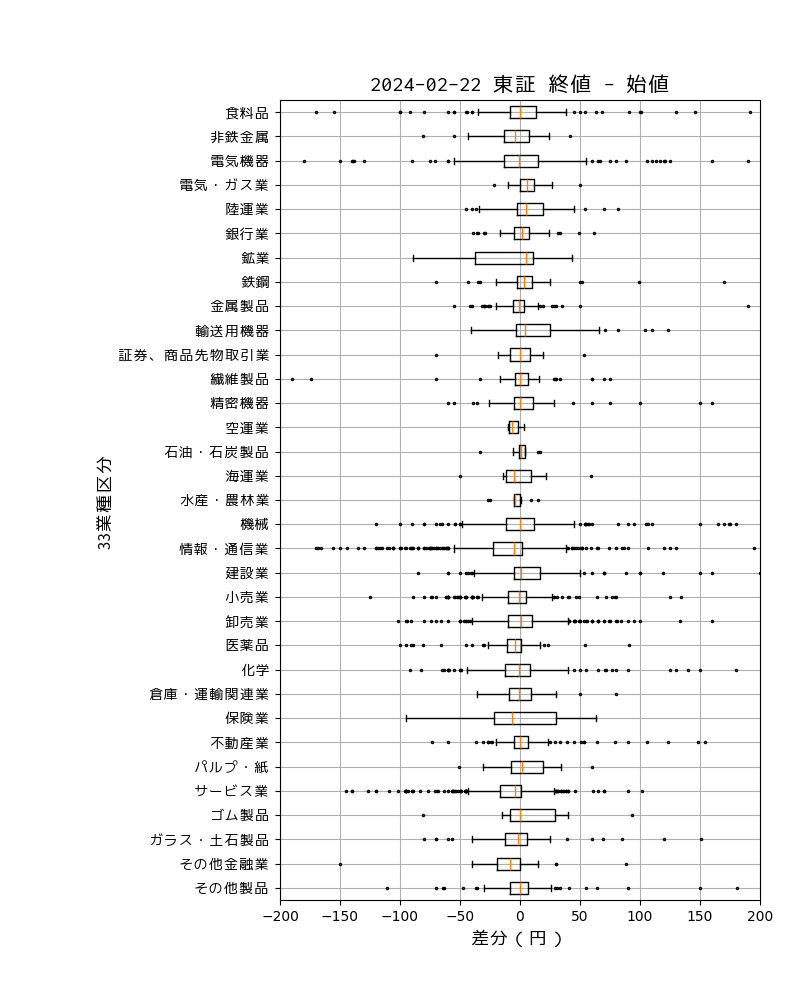 2024-02-22 東証 終値 - 始値
食料品
非鉄金属
電気機器
電気・ガス業
陸運業
銀行業
鉱業
鉄鋼
金属製品
輸送用機器
証券、商品先物取引業
繊維製品
精密機器
空運業
石油・石炭製品
海運業
水産・農林業
機械
情報・通信業
建設業
小売業
卸売業
医薬品
化学
倉庫・運輸関連業
保険業
不動産業
パルプ・紙
サービス業
ゴム製品
ガラス・土石製品
その他金融業
その他製品
33業種区分
−200 −150 −100 −50 0 50 100 150 200
差分（円）